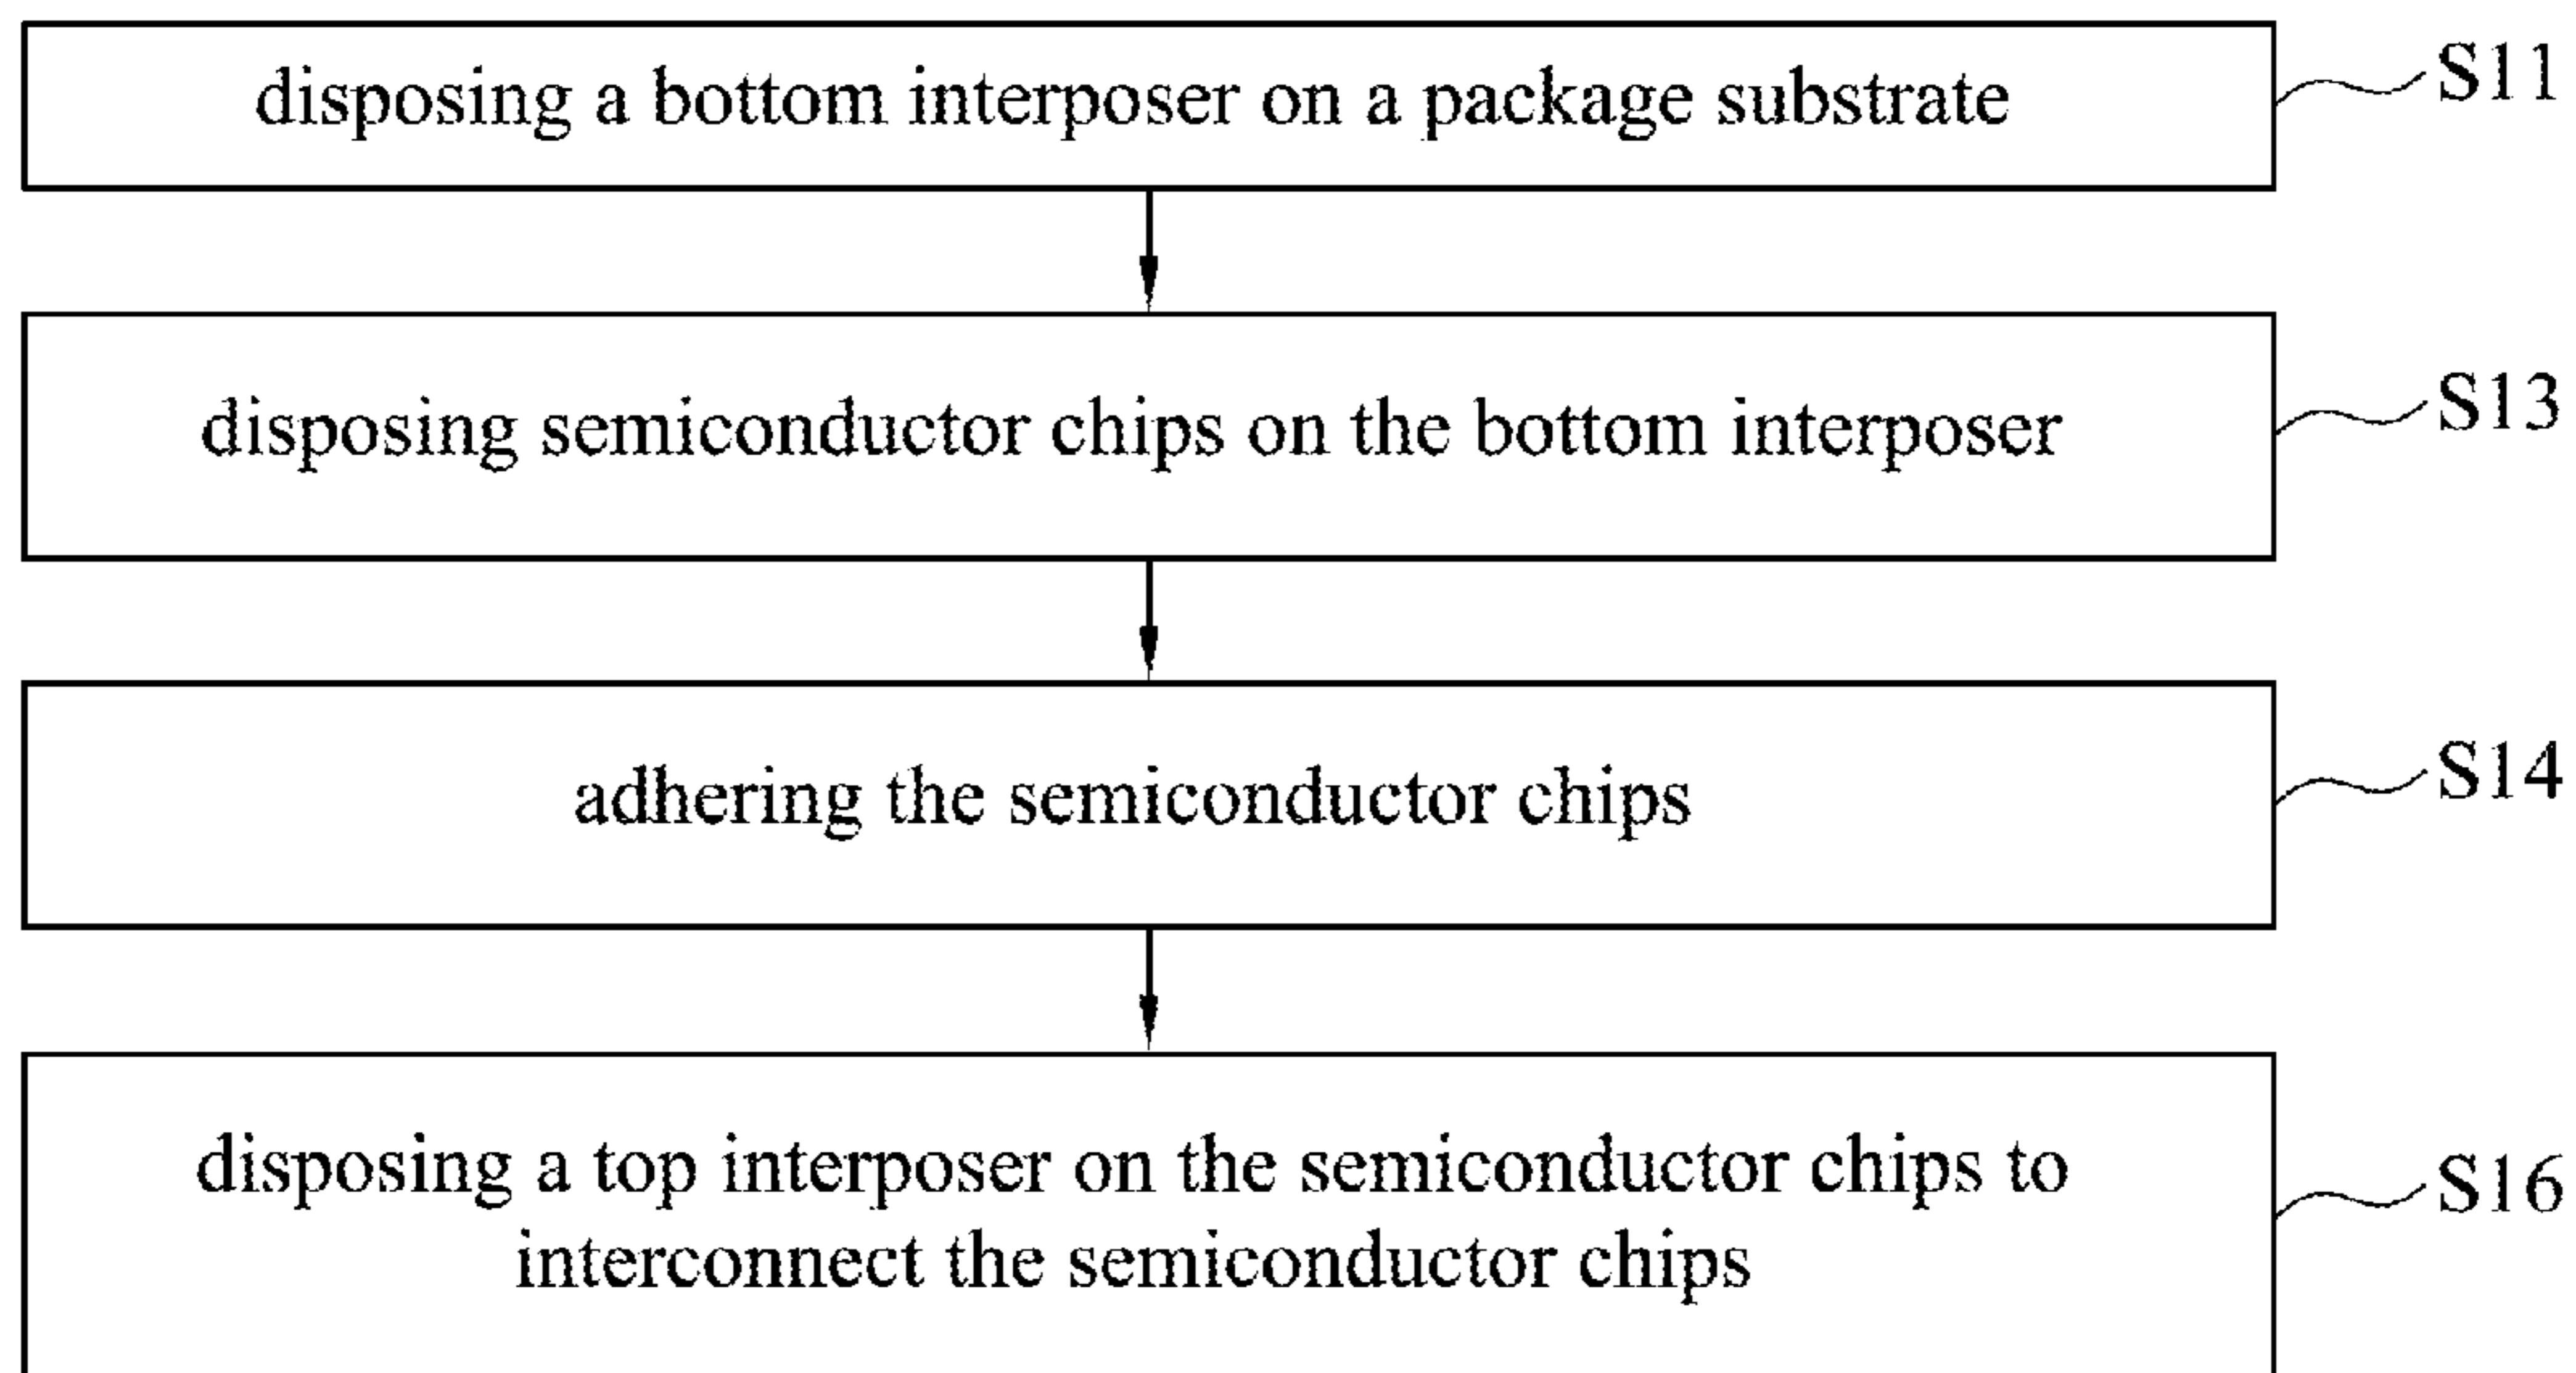 disposing a bottom interposer on a package substrate
S11
disposing semiconductor chips on the bottom interposer
S13
adhering the semiconductor chips
S14
disposing a top interposer on the semiconductor chips to
interconnect the semiconductor chips
S16